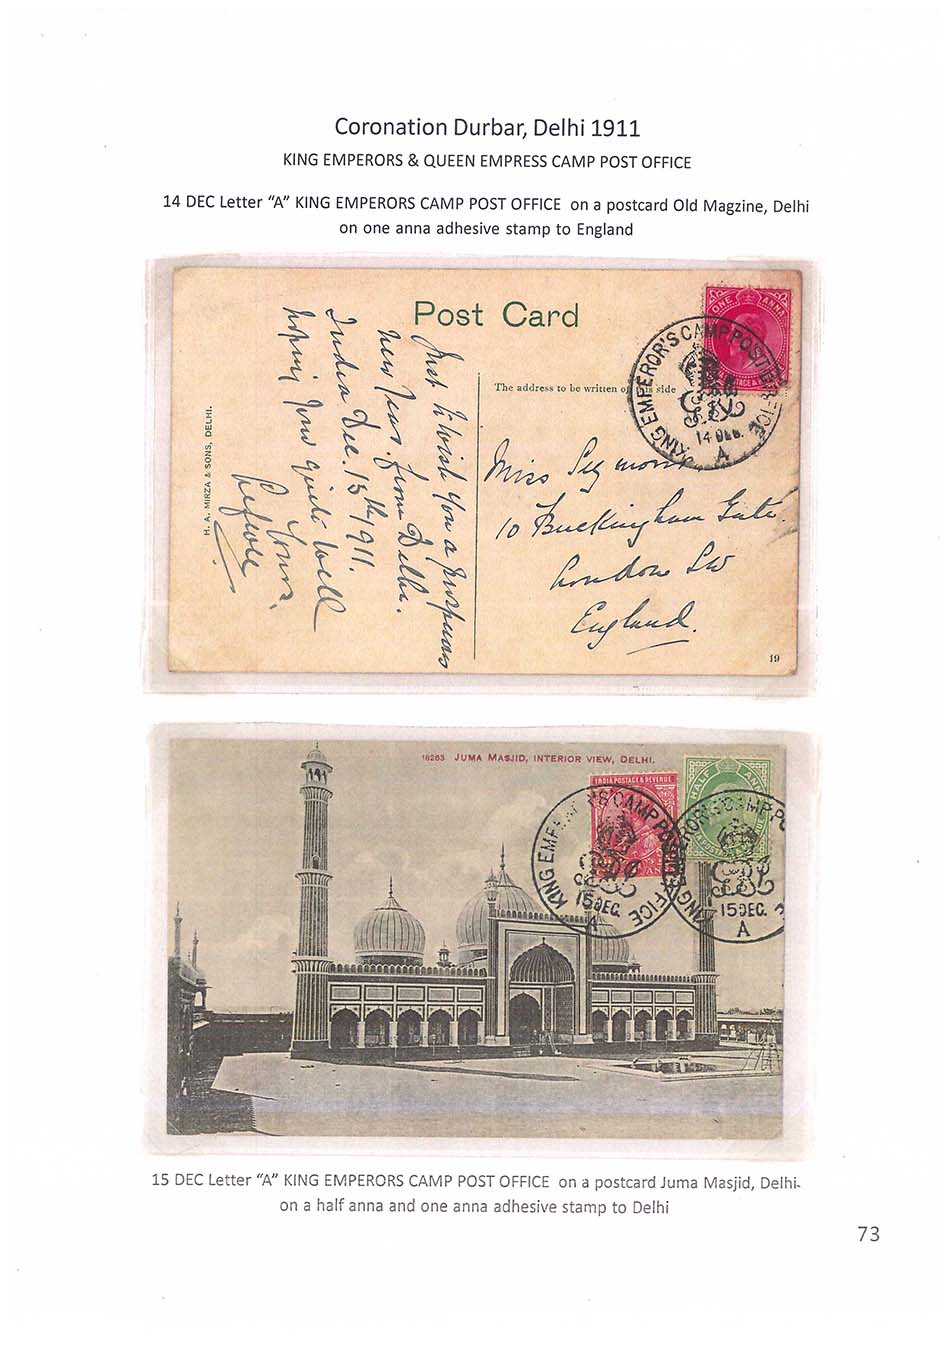 Coronation Durbar, Delhi 1911
KING EMPERORS & QUEEN EMPRESS CAMP POST OFFICE
14 DEC Letter “A” KING EMPERORS CAMP POST OFFICE on a postcard Old Magzine, Delhi
on one anna adhesive stamp to England
Post Card
The address to be written on this side
ONE ANNA
KING EMPEROR'S CAMP POST OFFICE
14 DEC.
A
Miss Seymour
10 Buckingham Gate
London SW
England.
19
H. A. MIRZA & SONS, DELHI.
Just to wish you a prosperous
New Year. from Delhi.
India Dec. 13th 1911.
hoping you quite well
Yours
18263 JUMA MASJID, INTERIOR VIEW, DELHI.
INDIA POSTAGE & REVENUE
HALF ANNA
KING EMPEROR'S CAMP POST OFFICE
15 DEC.
A
KING EMPEROR'S CAMP PO
15 DEC.
A
15 DEC Letter “A” KING EMPERORS CAMP POST OFFICE on a postcard Juma Masjid, Delhi.
on a half anna and one anna adhesive stamp to Delhi
73